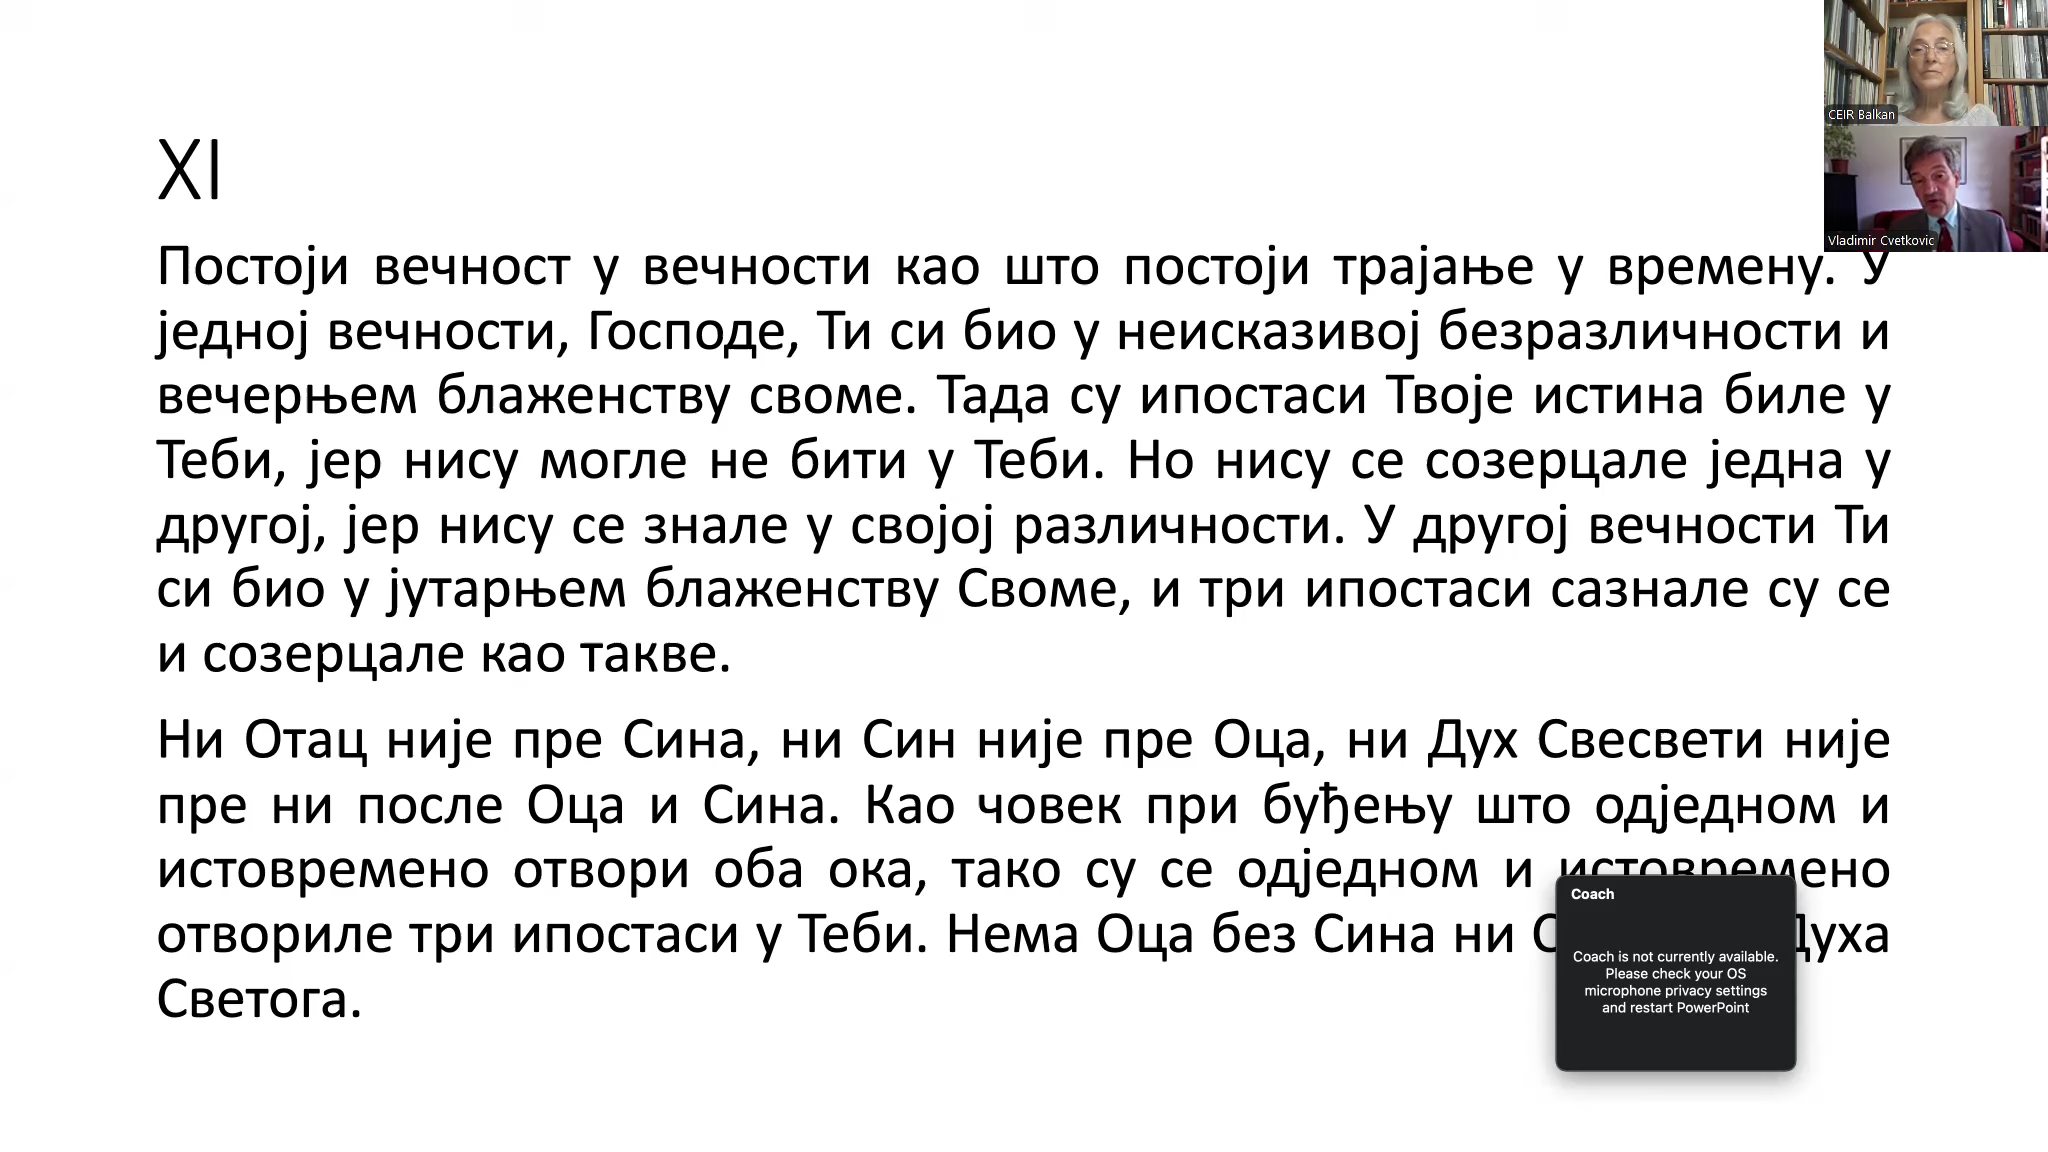 XI
Постоји вечност у вечности као што постоји трајање у времену. У
једној вечности, Господе, Ти си био у неисказивој безразличности и
вечерњем блаженству своме. Тада су ипостаси Твоје истина биле у
Теби, јер нису могле не бити у Теби. Но нису се созерцале једна у
другој, јер нису се знале у својој различности. У другој вечности Ти
си био у јутарњем блаженству Своме, и три ипостаси сазнале су се
и созерцале као такве.
Ни Отац није пре Сина, ни Син није пре Оца, ни Дух Свесвети није
пре ни после Оца и Сина. Као човек при буђењу што одједном и
истовремено отвори оба ока, тако су се одједном и истовремено
отвориле три ипостаси у Теби. Нема Оца без Сина ни Духа
Светога.
CEIR Balkan
Vladimir Cvetkovic
Coach
Coach is not currently available.
Please check your OS
microphone privacy settings
and restart PowerPoint